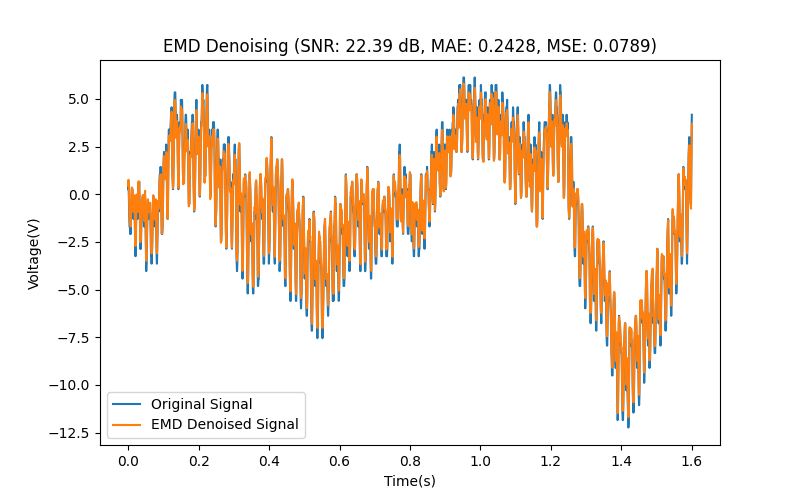 EMD Denoising (SNR: 22.39 dB, MAE: 0.2428, MSE: 0.0789)
5.0
2.5
0.0
−2.5
−5.0
−7.5
−10.0
−12.5
Voltage(V)
Original Signal
EMD Denoised Signal
0.0 0.2 0.4 0.6 0.8 1.0 1.2 1.4 1.6
Time(s)